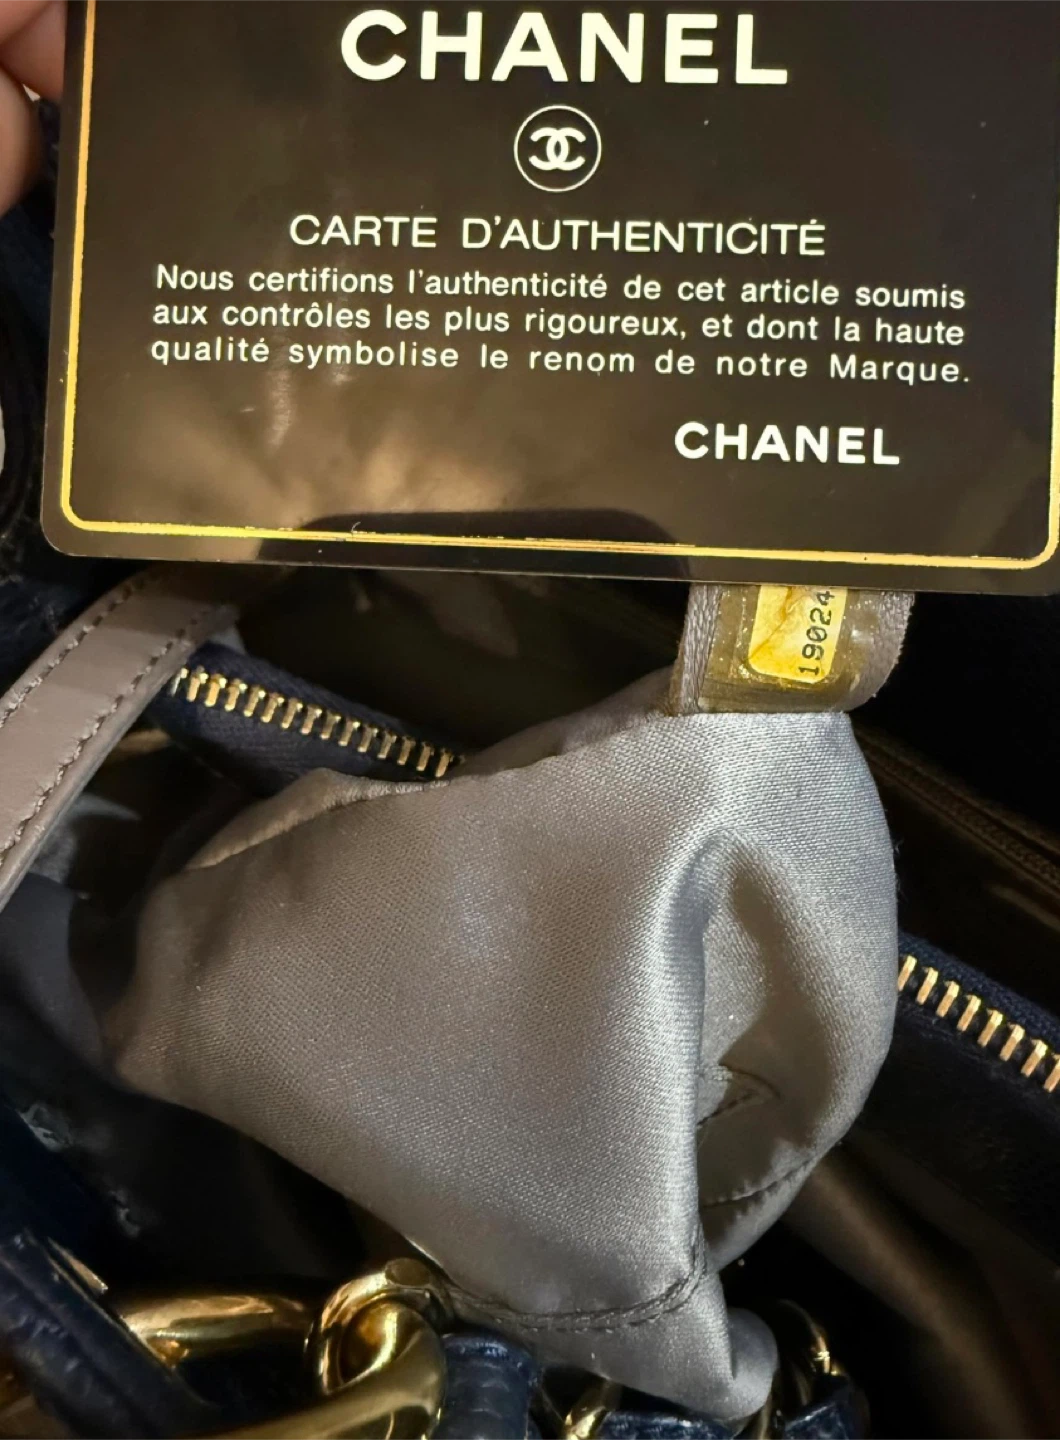 CHANEL
CARTE D'AUTHENTICITÉ
Nous certifions l'authenticité de cet article soumis
aux contrôles les plus rigoureux, et dont la haute
qualité symbolise le renom de notre Marque.
CHANEL
19024